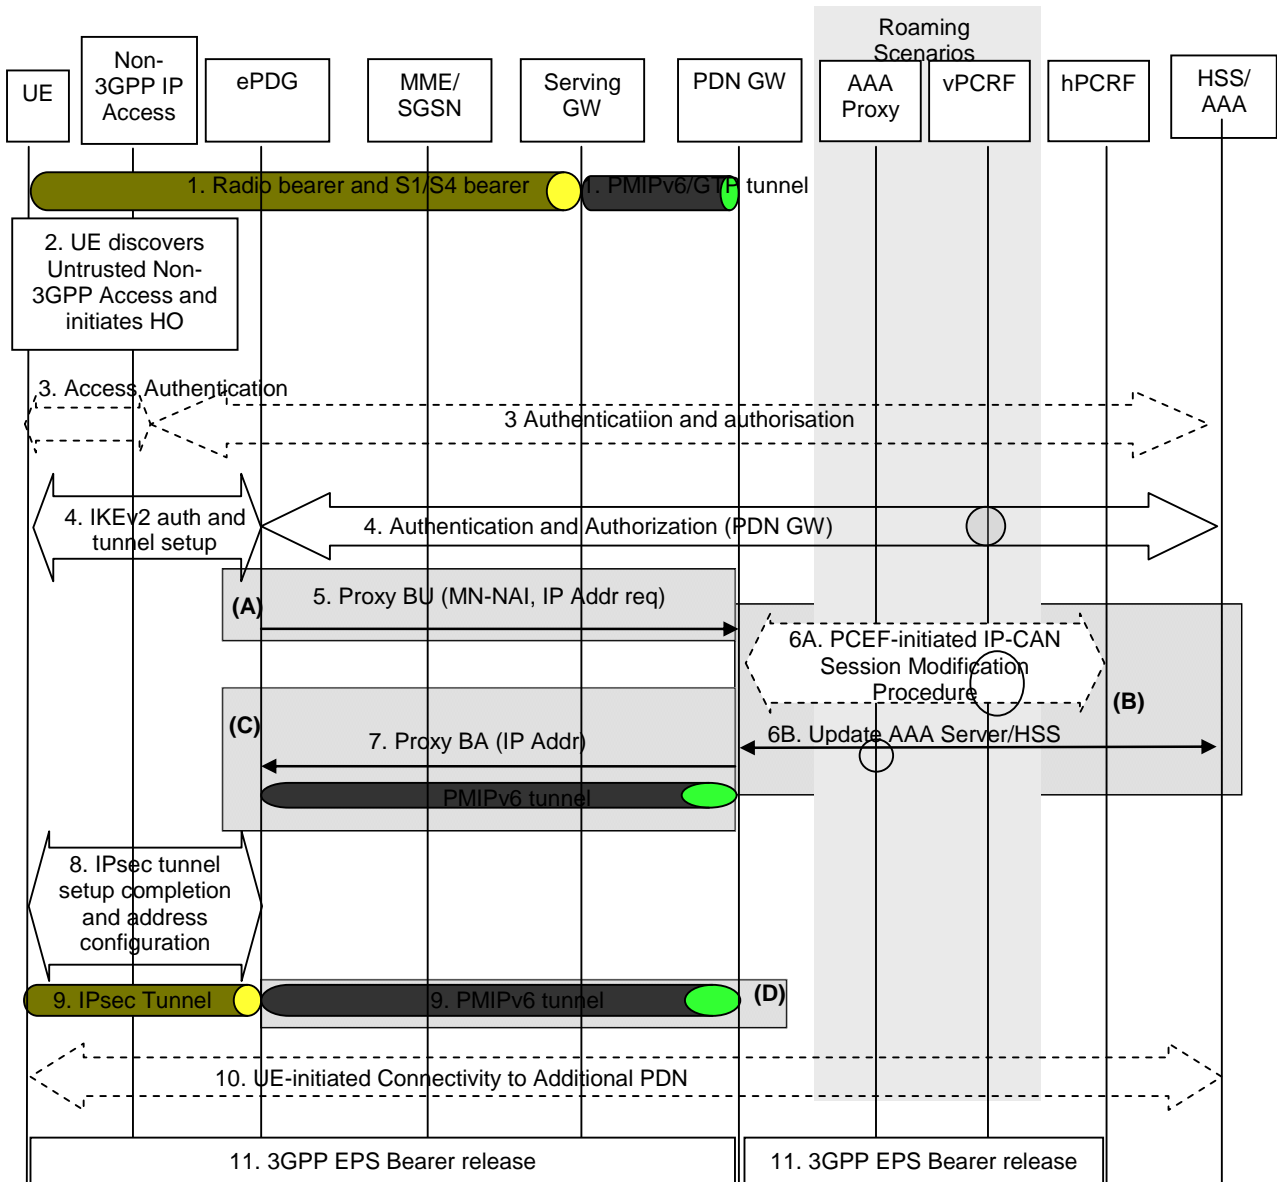 Roaming
Scenarios
UE
Non-
3GPP IP
Access
ePDG
MME/
SGSN
Serving
GW
PDN GW
AAA
Proxy
vPCRF
hPCRF
HSS/
AAA
1. Radio bearer and S1/S4 bearer
1. PMIPv6/GTP tunnel
2. UE discovers
Untrusted Non-
3GPP Access and
initiates HO
3. Access Authentication
3 Authenticatiion and authorisation
4. IKEv2 auth and
tunnel setup
4. Authentication and Authorization (PDN GW)
(A)
5. Proxy BU (MN-NAI, IP Addr req)
6A. PCEF-initiated IP-CAN
Session Modification
Procedure
(B)
(C)
7. Proxy BA (IP Addr)
6B. Update AAA Server/HSS
PMIPv6 tunnel
8. IPsec tunnel
setup completion
and address
configuration
9. IPsec Tunnel
9. PMIPv6 tunnel
(D)
10. UE-initiated Connectivity to Additional PDN
11. 3GPP EPS Bearer release
11. 3GPP EPS Bearer release